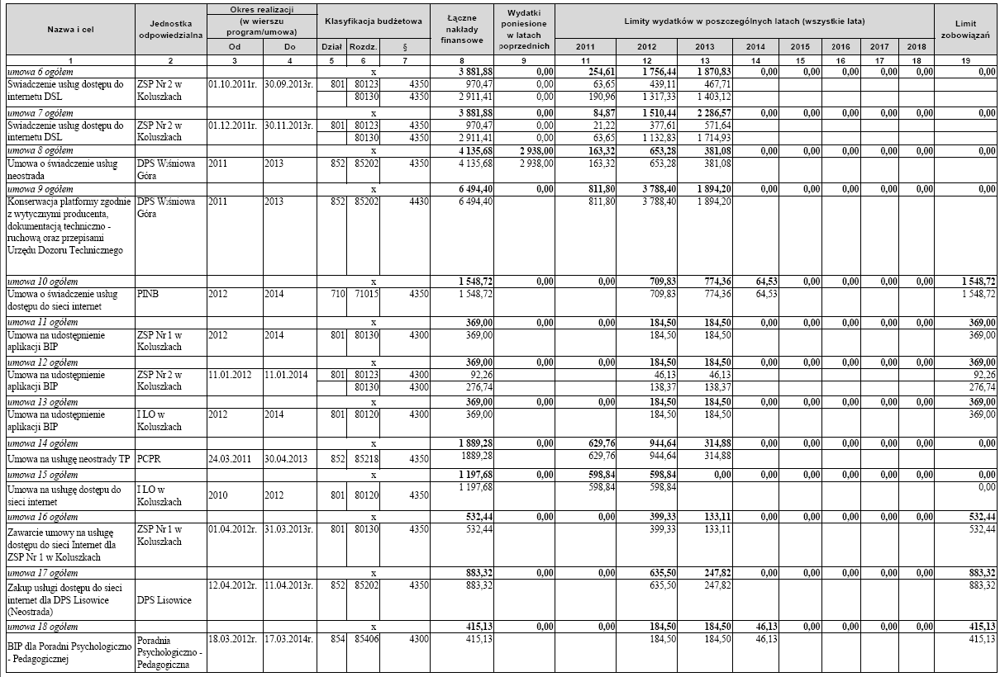 Nazwa i cel | Jednostka odpowiedzialna | Okres realizacji (w wierszu program/umowa) | Klasyfikacja budżetowa | Łączne nakłady finansowe | Wydatki poniesione w latach poprzednich | Limity wydatków w poszczególnych latach (wszystkie lata) | Limit zobowiązań
Od | Do | Dział | Rozdz. | § | 2011 | 2012 | 2013 | 2014 | 2015 | 2016 | 2017 | 2018
1 | 2 | 3 | 4 | 5 | 6 | 7 | 8 | 9 | 11 | 12 | 13 | 14 | 15 | 16 | 17 | 18 | 19
umowa 6 ogółem | x | 3 881,88 | 0,00 | 254,61 | 1 756,44 | 1 870,83 | 0,00 | 0,00 | 0,00 | 0,00 | 0,00 | 0,00
Świadczenie usług dostępu do internetu DSL | ZSP Nr 2 w Koluszkach | 01.10.2011r. | 30.09.2013r. | 801 | 80123 | 4350 | 970,47 | 0,00 | 63,65 | 439,11 | 467,71
80130 | 4350 | 2 911,41 | 0,00 | 190,96 | 1 317,33 | 1 403,12
umowa 7 ogółem | x | 3 881,88 | 0,00 | 84,87 | 1 510,44 | 2 286,57 | 0,00 | 0,00 | 0,00 | 0,00 | 0,00 | 0,00
Świadczenie usług dostępu do internetu DSL | ZSP Nr 2 w Koluszkach | 01.12.2011r. | 30.11.2013r. | 801 | 80123 | 4350 | 970,47 | 0,00 | 21,22 | 377,61 | 571,64
80130 | 4350 | 2 911,41 | 0,00 | 63,65 | 1 132,83 | 1 714,93
umowa 8 ogółem | x | 4 135,68 | 2 938,00 | 163,32 | 653,28 | 381,08 | 0,00 | 0,00 | 0,00 | 0,00 | 0,00 | 0,00
Umowa o świadczenie usług neostrada | DPS Wiśniowa Góra | 2011 | 2013 | 852 | 85202 | 4350 | 4 135,68 | 2 938,00 | 163,32 | 653,28 | 381,08
umowa 9 ogółem | x | 6 494,40 | 0,00 | 811,80 | 3 788,40 | 1 894,20 | 0,00 | 0,00 | 0,00 | 0,00 | 0,00 | 0,00
Konserwacja platformy zgodnie z wytycznymi producenta, dokumentacją techniczno - ruchową oraz przepisami Urzędu Dozoru Technicznego | DPS Wiśniowa Góra | 2011 | 2013 | 852 | 85202 | 4430 | 6 494,40 | 811,80 | 3 788,40 | 1 894,20
umowa 10 ogółem | x | 1 548,72 | 0,00 | 0,00 | 709,83 | 774,36 | 64,53 | 0,00 | 0,00 | 0,00 | 0,00 | 1 548,72
Umowa o świadczenie usług dostępu do sieci internet | PINB | 2012 | 2014 | 710 | 71015 | 4350 | 1 548,72 | 709,83 | 774,36 | 64,53 | 1 548,72
umowa 11 ogółem | x | 369,00 | 0,00 | 0,00 | 184,50 | 184,50 | 0,00 | 0,00 | 0,00 | 0,00 | 0,00 | 369,00
Umowa na udostępnienie aplikacji BIP | ZSP Nr 1 w Koluszkach | 2012 | 2014 | 801 | 80130 | 4300 | 369,00 | 184,50 | 184,50 | 369,00
umowa 12 ogółem | x | 369,00 | 0,00 | 0,00 | 184,50 | 184,50 | 0,00 | 0,00 | 0,00 | 0,00 | 0,00 | 369,00
Umowa na udostępnienie aplikacji BIP | ZSP Nr 2 w Koluszkach | 11.01.2012 | 11.01.2014 | 801 | 80123 | 4300 | 92,26 | 46,13 | 46,13 | 92,26
80130 | 4300 | 276,74 | 138,37 | 138,37 | 276,74
umowa 13 ogółem | x | 369,00 | 0,00 | 0,00 | 184,50 | 184,50 | 0,00 | 0,00 | 0,00 | 0,00 | 0,00 | 369,00
Umowa na udostępnienie aplikacji BIP | I LO w Koluszkach | 2012 | 2014 | 801 | 80120 | 4300 | 369,00 | 184,50 | 184,50 | 369,00
umowa 14 ogółem | x | 1 889,28 | 0,00 | 629,76 | 944,64 | 314,88 | 0,00 | 0,00 | 0,00 | 0,00 | 0,00 | 0,00
Umowa na usługę neostrady TP | PCPR | 24.03.2011 | 30.04.2013 | 852 | 85218 | 4350 | 1889,28 | 629,76 | 944,64 | 314,88
umowa 15 ogółem | x | 1 197,68 | 0,00 | 598,84 | 598,84 | 0,00 | 0,00 | 0,00 | 0,00 | 0,00 | 0,00 | 0,00
Umowa na usługę dostępu do sieci internet | I LO w Koluszkach | 2010 | 2012 | 801 | 80120 | 4350 | 1 197,68 | 598,84 | 598,84 | 0,00
umowa 16 ogółem | x | 532,44 | 0,00 | 0,00 | 399,33 | 133,11 | 0,00 | 0,00 | 0,00 | 0,00 | 0,00 | 532,44
Zawarcie umowy na usługę dostępu do sieci Internet dla ZSP Nr 1 w Koluszkach | ZSP Nr 1 w Koluszkach | 01.04.2012r. | 31.03.2013r. | 801 | 80130 | 4350 | 532,44 | 399,33 | 133,11 | 532,44
umowa 17 ogółem | x | 883,32 | 0,00 | 0,00 | 635,50 | 247,82 | 0,00 | 0,00 | 0,00 | 0,00 | 0,00 | 883,32
Zakup usługi dostępu do sieci internet dla DPS Lisowice (Neostrada) | DPS Lisowice | 12.04.2012r. | 11.04.2013r. | 852 | 85202 | 4350 | 883,32 | 635,50 | 247,82 | 883,32
umowa 18 ogółem | x | 415,13 | 0,00 | 0,00 | 184,50 | 184,50 | 46,13 | 0,00 | 0,00 | 0,00 | 0,00 | 415,13
BIP dla Poradni Psychologiczno - Pedagogicznej | Poradnia Psychologiczno - Pedagogiczna | 18.03.2012r. | 17.03.2014r. | 854 | 85406 | 4300 | 415,13 | 184,50 | 184,50 | 46,13 | 415,13